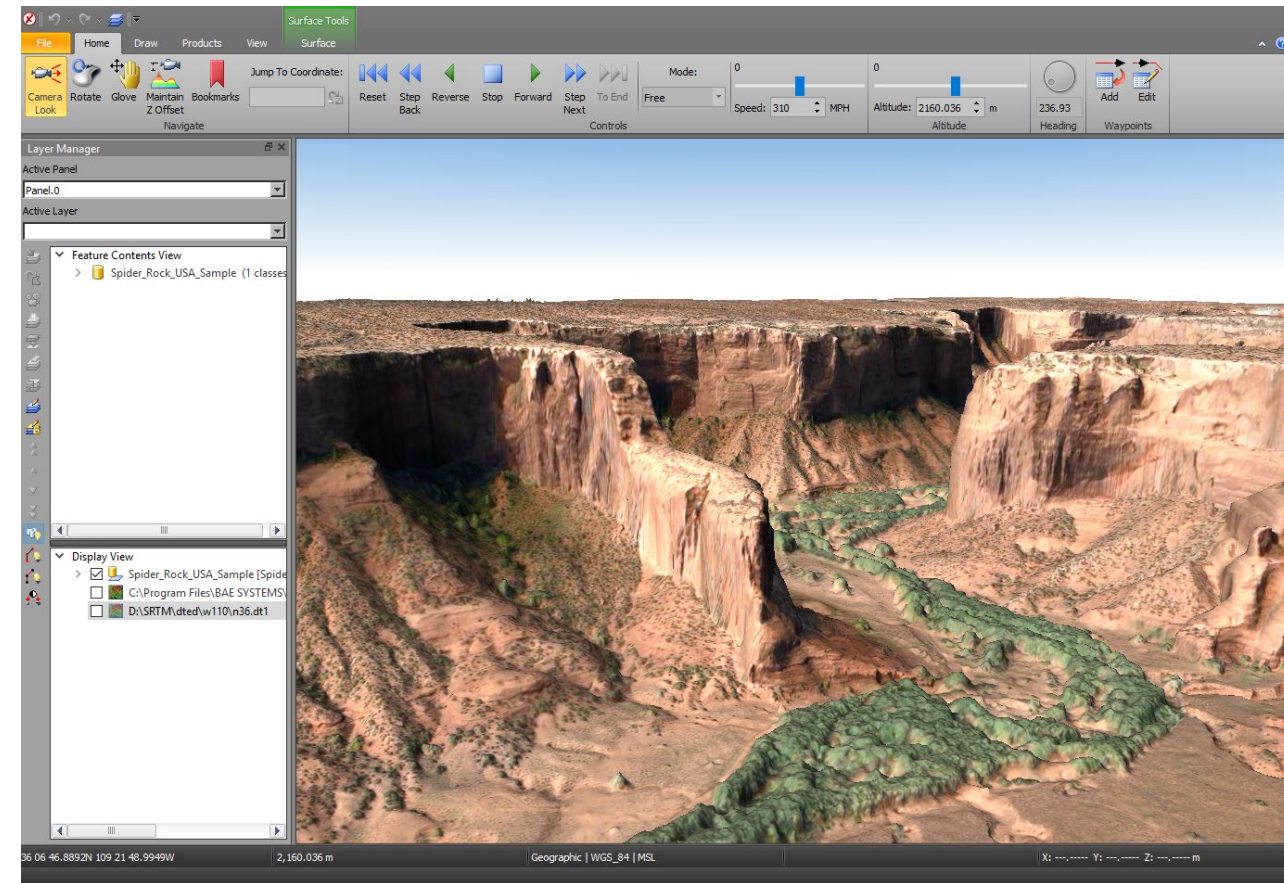 Surface Tools
File Home Draw Products View Surface
Camera Look Rotate Glove Maintain Z Offset Bookmarks
Jump To Coordinate:
Navigate
Reset Step Back Reverse Stop Forward Step Next To End
Mode:
Free
0
Speed: 310 MPH
Controls
0
Altitude: 2160.036 m
Altitude
236.93
Heading
Add Edit
Waypoints
Layer Manager
Active Panel
Panel.0
Active Layer
Feature Contents View
Spider_Rock_USA_Sample (1 classes
Display View
Spider_Rock_USA_Sample [Spide
C:\Program Files\BAE SYSTEMS\
D:\SRTM\dted\w110\n36.dt1
36 06 46.8892N 109 21 48.9949W 2,160.036 m Geographic | WGS_84 | MSL X: ---.----- Y: ---.----- Z: ---.----- m